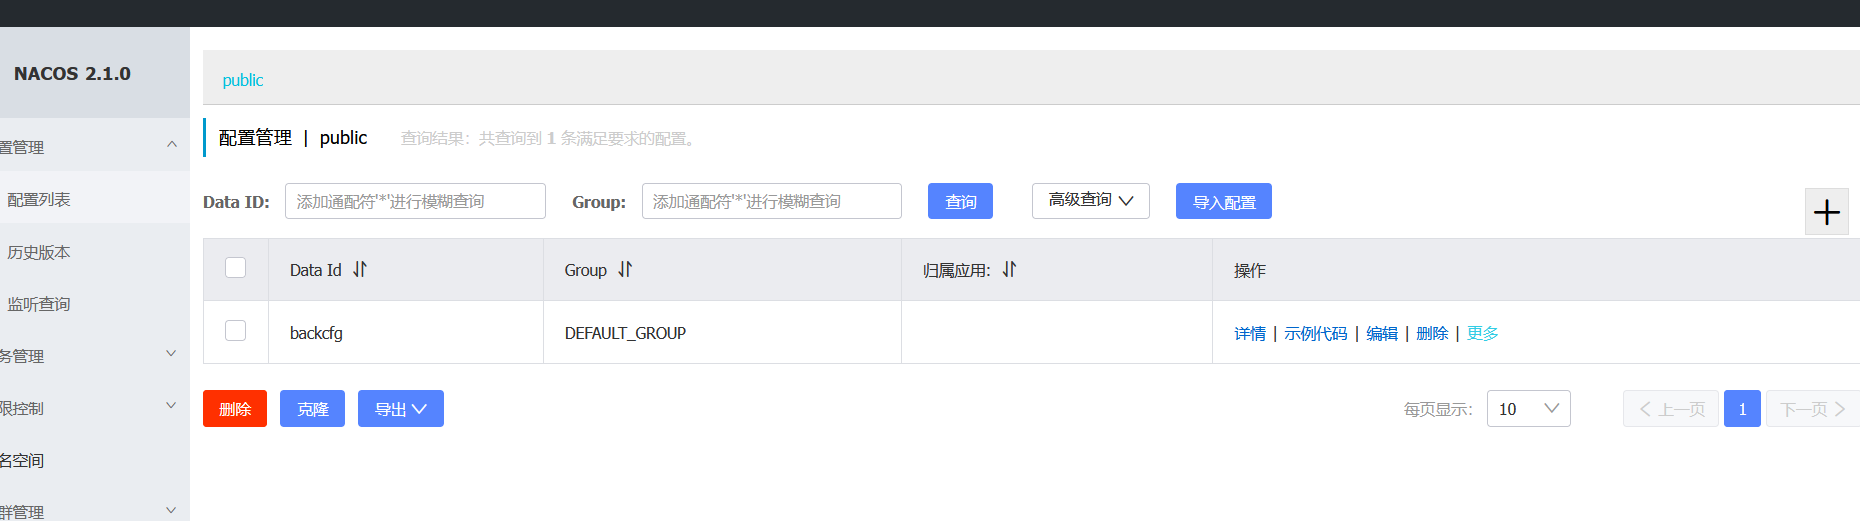 NACOS 2.1.0
public
配置管理 | public 查询结果：共查询到 1 条满足要求的配置。
置管理
配置列表
历史版本
监听查询
务管理
限控制
名空间
群管理
Data ID: 添加通配符'*'进行模糊查询 Group: 添加通配符'*'进行模糊查询 查询 高级查询 导入配置
Data Id Group 归属应用: 操作
backcfg DEFAULT_GROUP 详情 | 示例代码 | 编辑 | 删除 | 更多
删除 克隆 导出 每页显示: 10 上一页 1 下一页